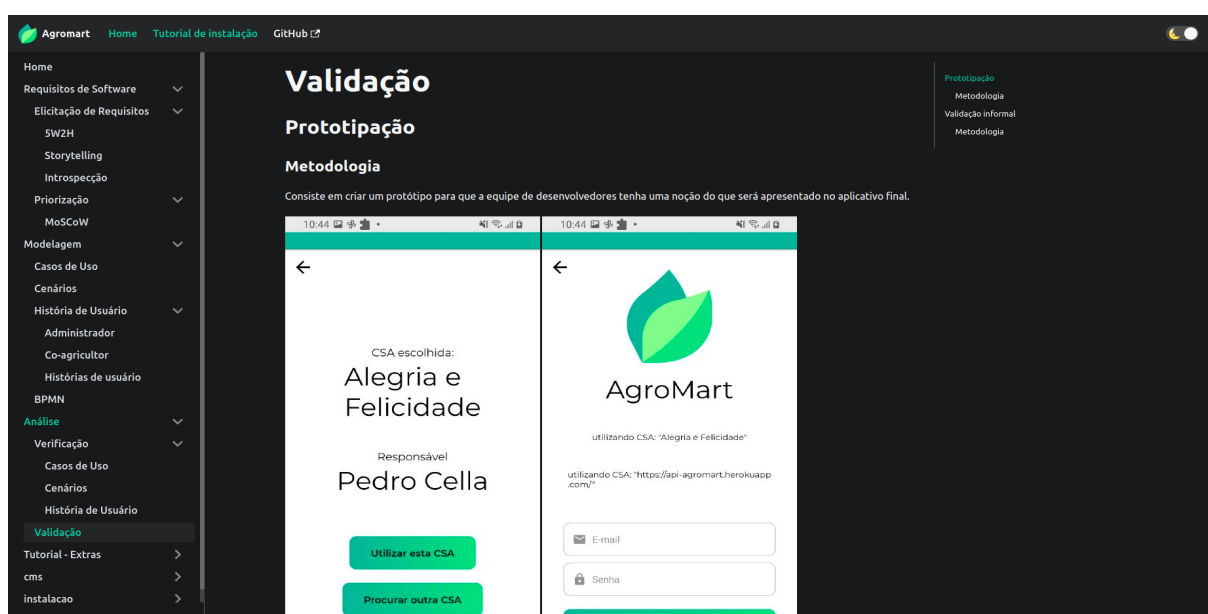 Agromart Home Tutorial de instalação GitHub
Home
Requisitos de Software
Elicitação de Requisitos
5W2H
Storytelling
Introspecção
Priorização
MoSCoW
Modelagem
Casos de Uso
Cenários
História de Usuário
Administrador
Co-agricultor
Histórias de usuário
BPMN
Análise
Verificação
Casos de Uso
Cenários
História de Usuário
Validação
Tutorial - Extras
cms
instalacao
Validação
Prototipação
Metodologia
Consiste em criar um protótipo para que a equipe de desenvolvedores tenha uma noção do que será apresentado no aplicativo final.
10:44
CSA escolhida:
Alegria e
Felicidade
Responsável
Pedro Cella
Utilizar esta CSA
Procurar outra CSA
10:44
AgroMart
utilizando CSA: "Alegria e Felicidade"
utilizando CSA: "https://api-agromart.herokuapp
.com/"
E-mail
Senha
Prototipação
Metodologia
Validação informal
Metodologia